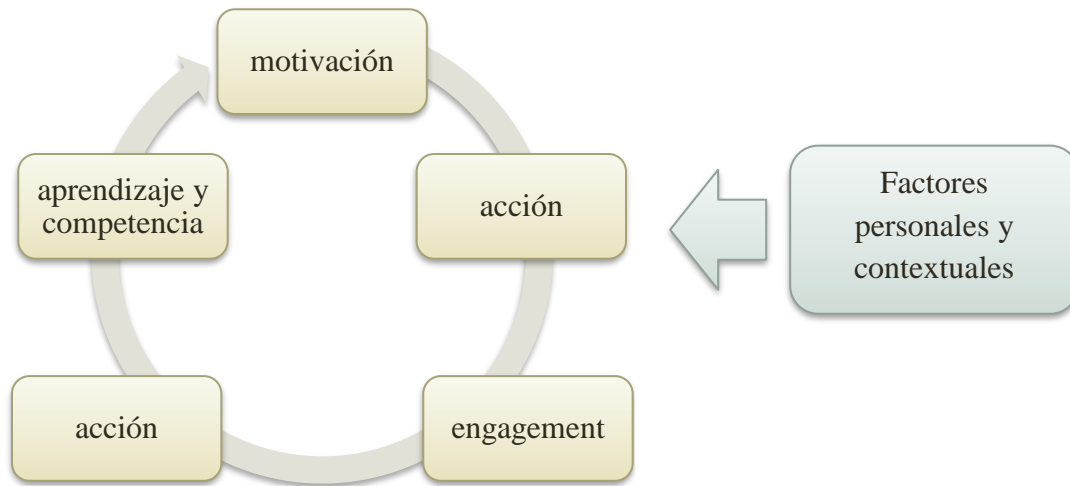 motivación
acción
engagement
acción
aprendizaje y
competencia
Factores
personales y
contextuales